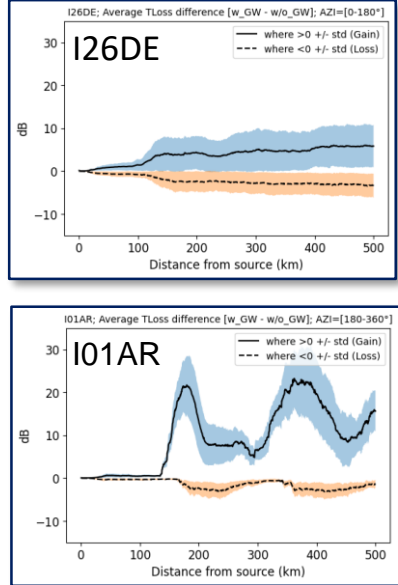 I26DE; Average TLoss difference [w_GW - w/o_GW]; AZI=[0-180°]
I26DE
where >0 +/- std (Gain)
where <0 +/- std (Loss)
30
20
10
0
−10
dB
0 100 200 300 400 500
Distance from source (km)
I01AR; Average TLoss difference [w_GW - w/o_GW]; AZI=[180-360°]
I01AR
where >0 +/- std (Gain)
where <0 +/- std (Loss)
30
20
10
0
−10
dB
0 100 200 300 400 500
Distance from source (km)